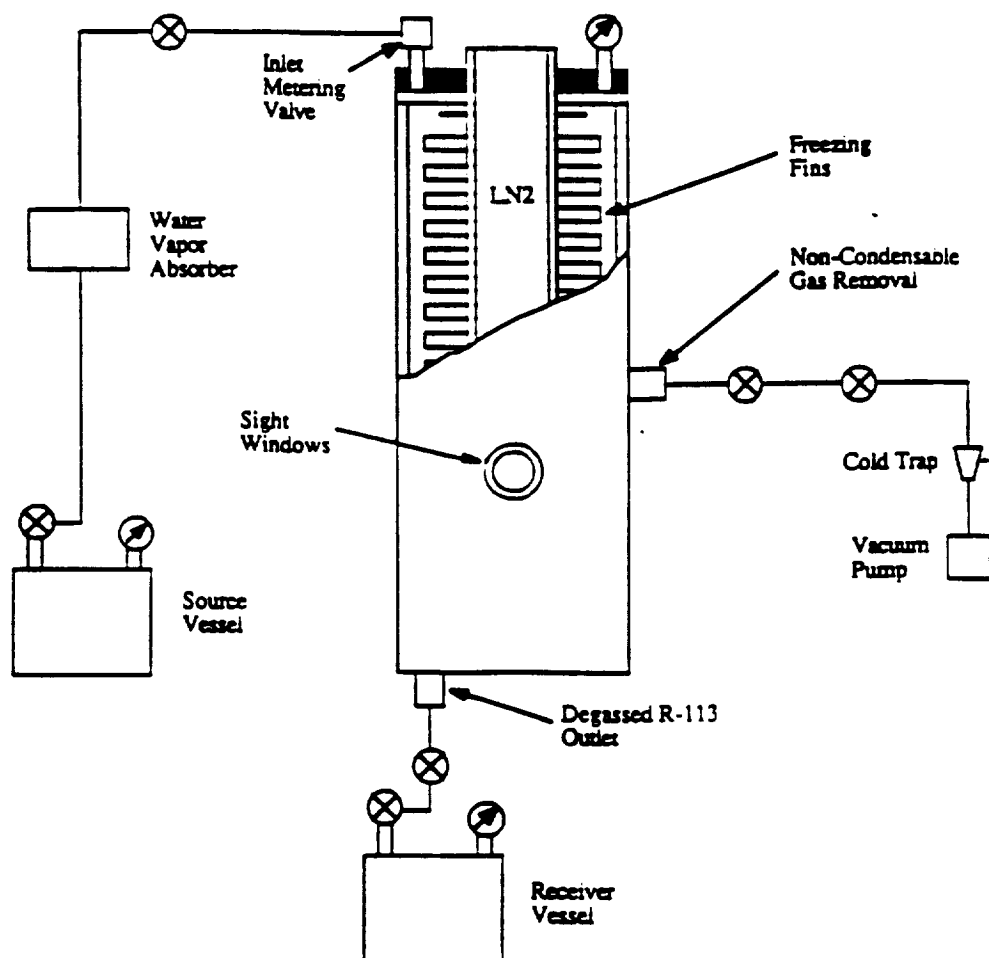 Inlet
Metering
Valve
LN2
Freezing
Fins
Water
Vapor
Absorber
Non-Condensable
Gas Removal
Sight
Windows
Cold Trap
Vacuum
Pump
Source
Vessel
Degassed R-113
Outlet
Receiver
Vessel